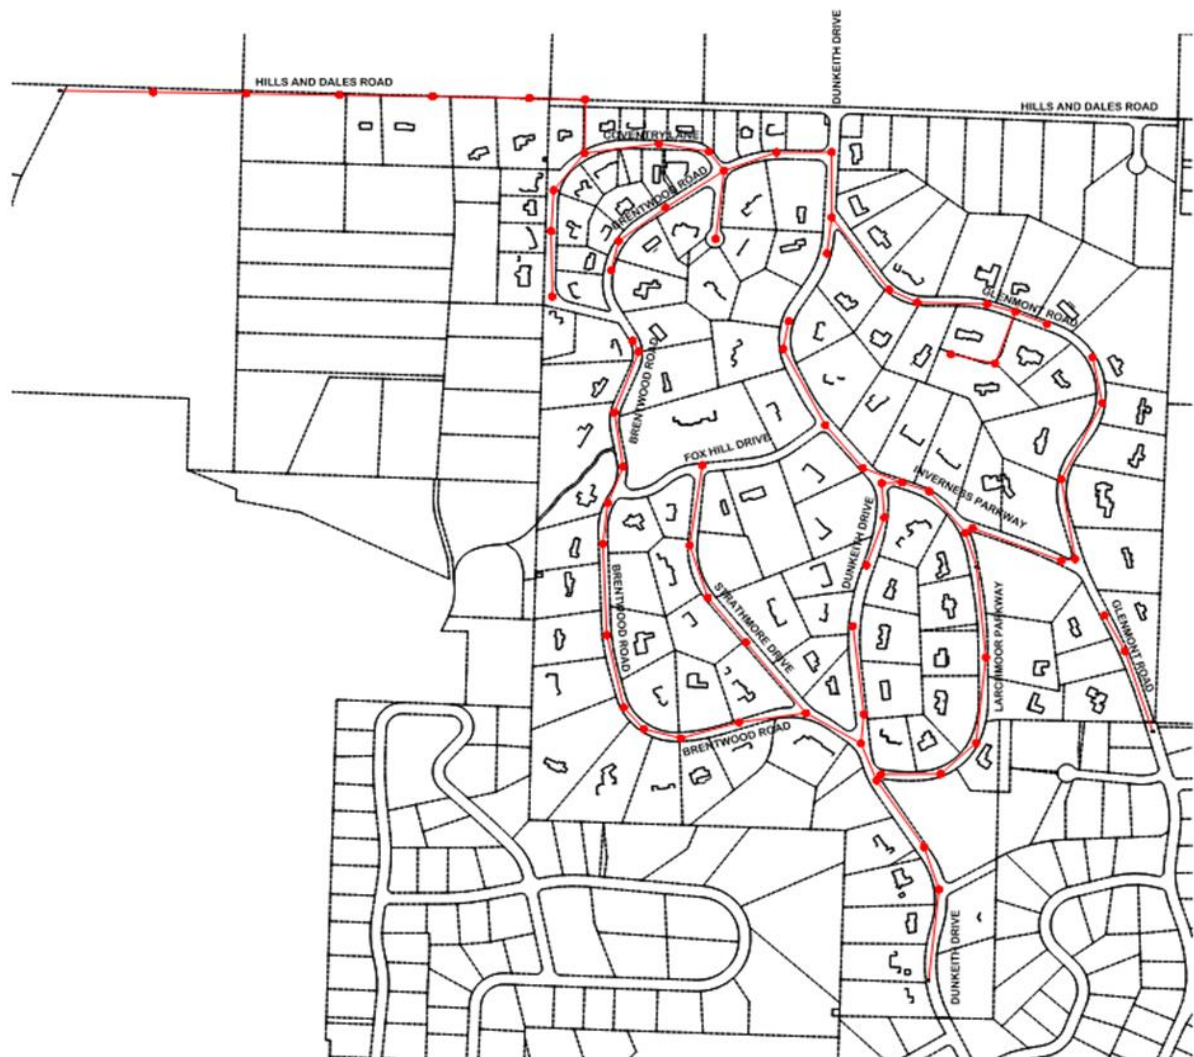 DUNKEITH DRIVE
HILLS AND DALES ROAD
HILLS AND DALES ROAD
COVENTRY LANE
BRENTWOOD ROAD
GLENMONT ROAD
BRENTWOOD ROAD
FOX HILL DRIVE
INVERNESS PARKWAY
DUNKEITH DRIVE
BRENTWOOD ROAD
STRATHMORE DRIVE
LARCHMOOR PARKWAY
GLENMONT ROAD
BRENTWOOD ROAD
DUNKEITH DRIVE